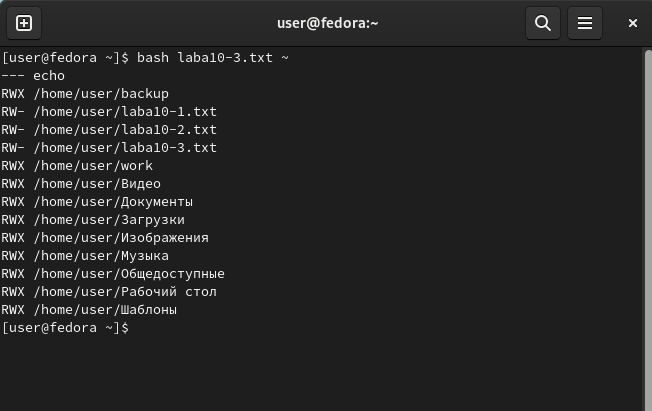 user@fedora:~
[user@fedora ~]$ bash laba10-3.txt ~
--- echo
RWX /home/user/backup
RW- /home/user/laba10-1.txt
RW- /home/user/laba10-2.txt
RW- /home/user/laba10-3.txt
RWX /home/user/work
RWX /home/user/Видео
RWX /home/user/Документы
RWX /home/user/Загрузки
RWX /home/user/Изображения
RWX /home/user/Музыка
RWX /home/user/Общедоступные
RWX /home/user/Рабочий стол
RWX /home/user/Шаблоны
[user@fedora ~]$